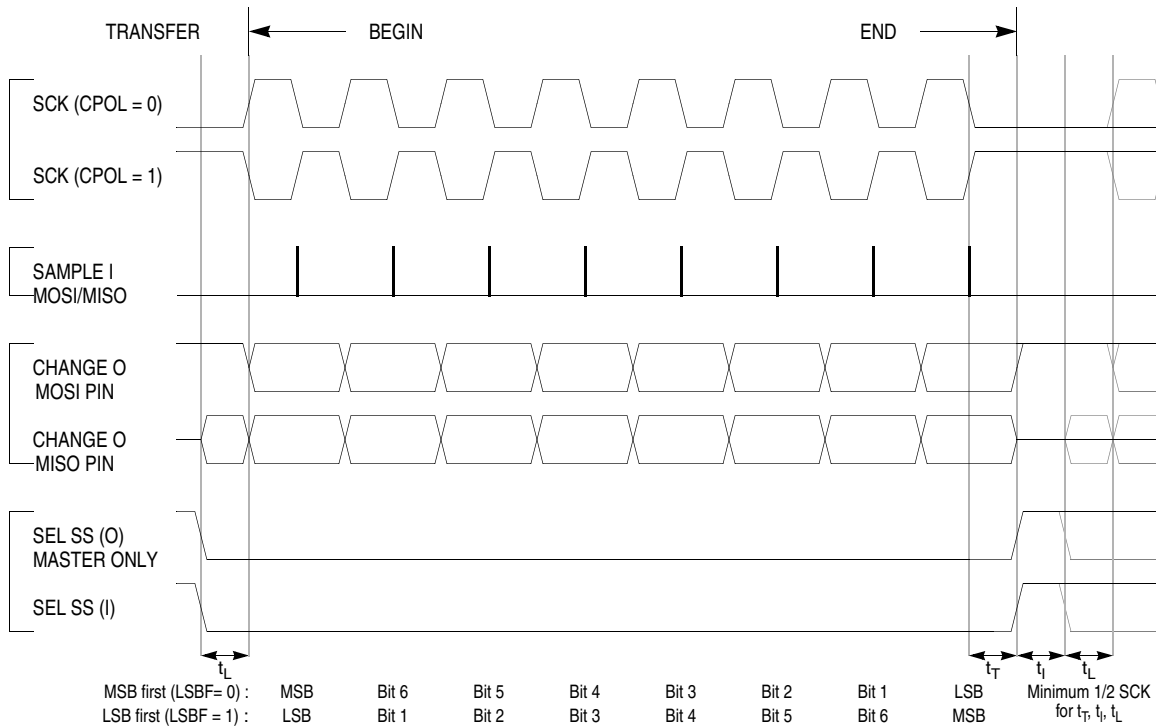 TRANSFER
BEGIN
END
SCK (CPOL = 0)
SCK (CPOL = 1)
SAMPLE I
MOSI/MISO
CHANGE O
MOSI PIN
CHANGE O
MISO PIN
SEL SS (O)
MASTER ONLY
SEL SS (I)
tL tT tI tL
MSB first (LSBF= 0) : MSB Bit 6 Bit 5 Bit 4 Bit 3 Bit 2 Bit 1 LSB Minimum 1/2 SCK
LSB first (LSBF = 1) : LSB Bit 1 Bit 2 Bit 3 Bit 4 Bit 5 Bit 6 MSB for tT, tI, tL